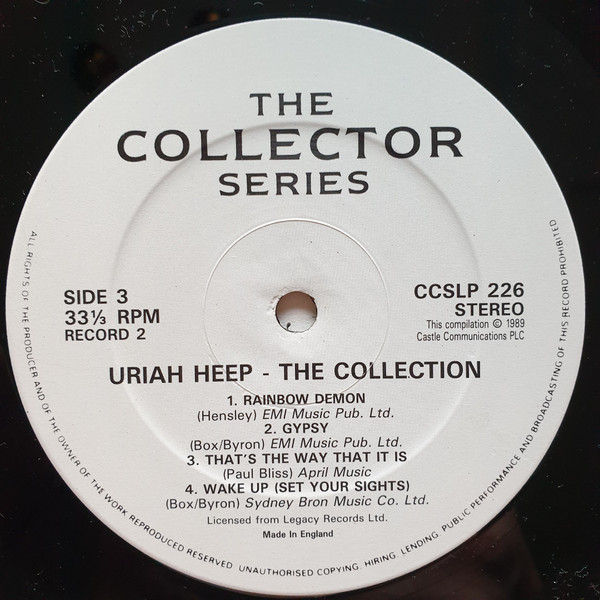 THE
COLLECTOR
SERIES
SIDE 3
33⅓ RPM
RECORD 2
CCSLP 226
STEREO
This compilation © 1989
Castle Communications PLC
URIAH HEEP - THE COLLECTION
1. RAINBOW DEMON
(Hensley) EMI Music Pub. Ltd.
2. GYPSY
(Box/Byron) EMI Music Pub. Ltd.
3. THAT'S THE WAY THAT IT IS
(Paul Bliss) April Music
4. WAKE UP (SET YOUR SIGHTS)
(Box/Byron) Sydney Bron Music Co. Ltd.
Licensed from Legacy Records Ltd.
Made in England
ALL RIGHTS OF THE PRODUCER AND OF THE OWNER OF THE WORK REPRODUCED RESERVED. UNAUTHORISED COPYING, HIRING, LENDING, PUBLIC PERFORMANCE AND BROADCASTING OF THIS RECORD PROHIBITED